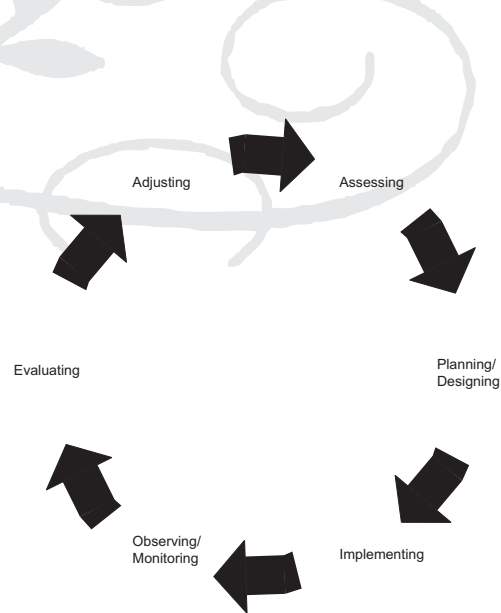 Adjusting
Assessing
Planning/
Designing
Implementing
Observing/
Monitoring
Evaluating